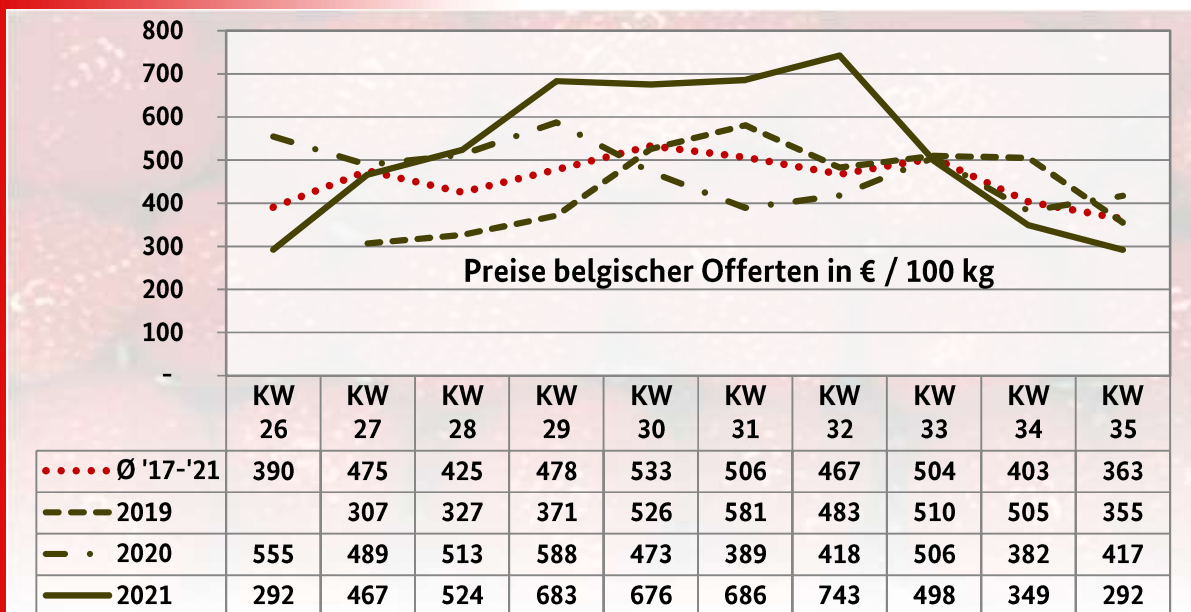 800
700
600
500
400
300
200
100
-
Preise belgischer Offerten in € / 100 kg
KW KW KW KW KW KW KW KW KW KW
26 27 28 29 30 31 32 33 34 35
Ø '17-'21 390 475 425 478 533 506 467 504 403 363
2019 307 327 371 526 581 483 510 505 355
2020 555 489 513 588 473 389 418 506 382 417
2021 292 467 524 683 676 686 743 498 349 292